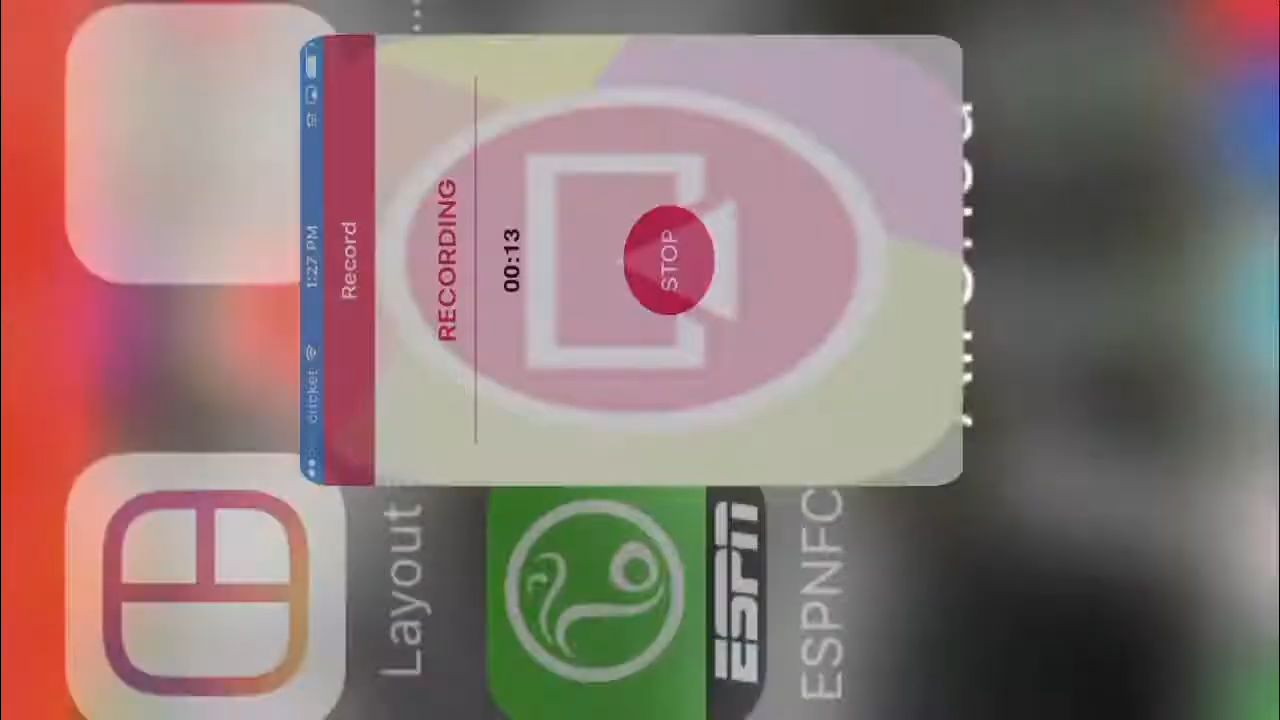 cricket 1:27 PM
Record
RECORDING
00:13
STOP
Layout
ESPN
ESPNFC